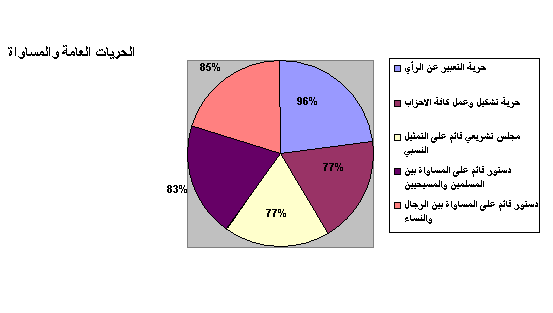 الحريات العامة والمساواة
85%
96%
77%
77%
83%
حرية التعبير عن الرأي
حرية تشكيل وعمل كافة الاحزاب
مجلس تشريعي قائم على التمثيل
النسبي
دستور قائم على المساواة بين
المسلمين والمسيحيين
دستور قائم على المساواة بين الرجال
والنساء